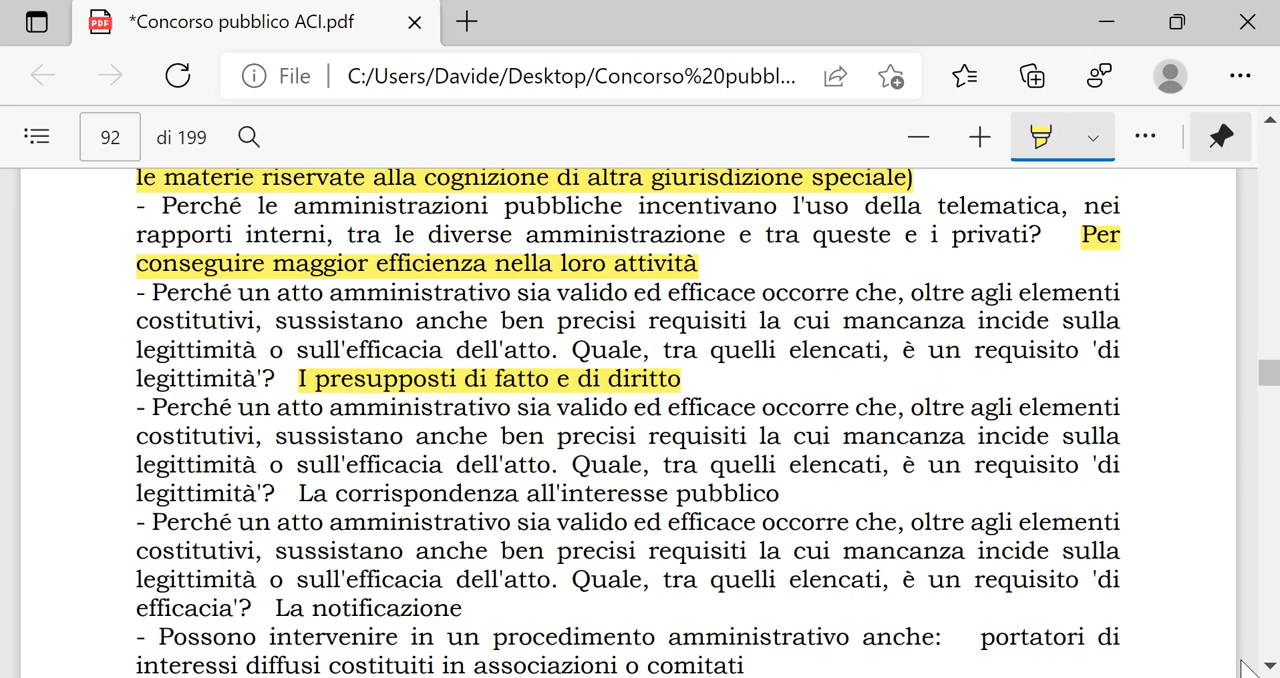 *Concorso pubblico ACI.pdf
File | C:/Users/Davide/Desktop/Concorso%20pubbl...
92 di 199
le materie riservate alla cognizione di altra giurisdizione speciale)
- Perché le amministrazioni pubbliche incentivano l'uso della telematica, nei
rapporti interni, tra le diverse amministrazione e tra queste e i privati? Per
conseguire maggior efficienza nella loro attività
- Perché un atto amministrativo sia valido ed efficace occorre che, oltre agli elementi
costitutivi, sussistano anche ben precisi requisiti la cui mancanza incide sulla
legittimità o sull'efficacia dell'atto. Quale, tra quelli elencati, è un requisito 'di
legittimità'? I presupposti di fatto e di diritto
- Perché un atto amministrativo sia valido ed efficace occorre che, oltre agli elementi
costitutivi, sussistano anche ben precisi requisiti la cui mancanza incide sulla
legittimità o sull'efficacia dell'atto. Quale, tra quelli elencati, è un requisito 'di
legittimità'? La corrispondenza all'interesse pubblico
- Perché un atto amministrativo sia valido ed efficace occorre che, oltre agli elementi
costitutivi, sussistano anche ben precisi requisiti la cui mancanza incide sulla
legittimità o sull'efficacia dell'atto. Quale, tra quelli elencati, è un requisito 'di
efficacia'? La notificazione
- Possono intervenire in un procedimento amministrativo anche: portatori di
interessi diffusi costituiti in associazioni o comitati